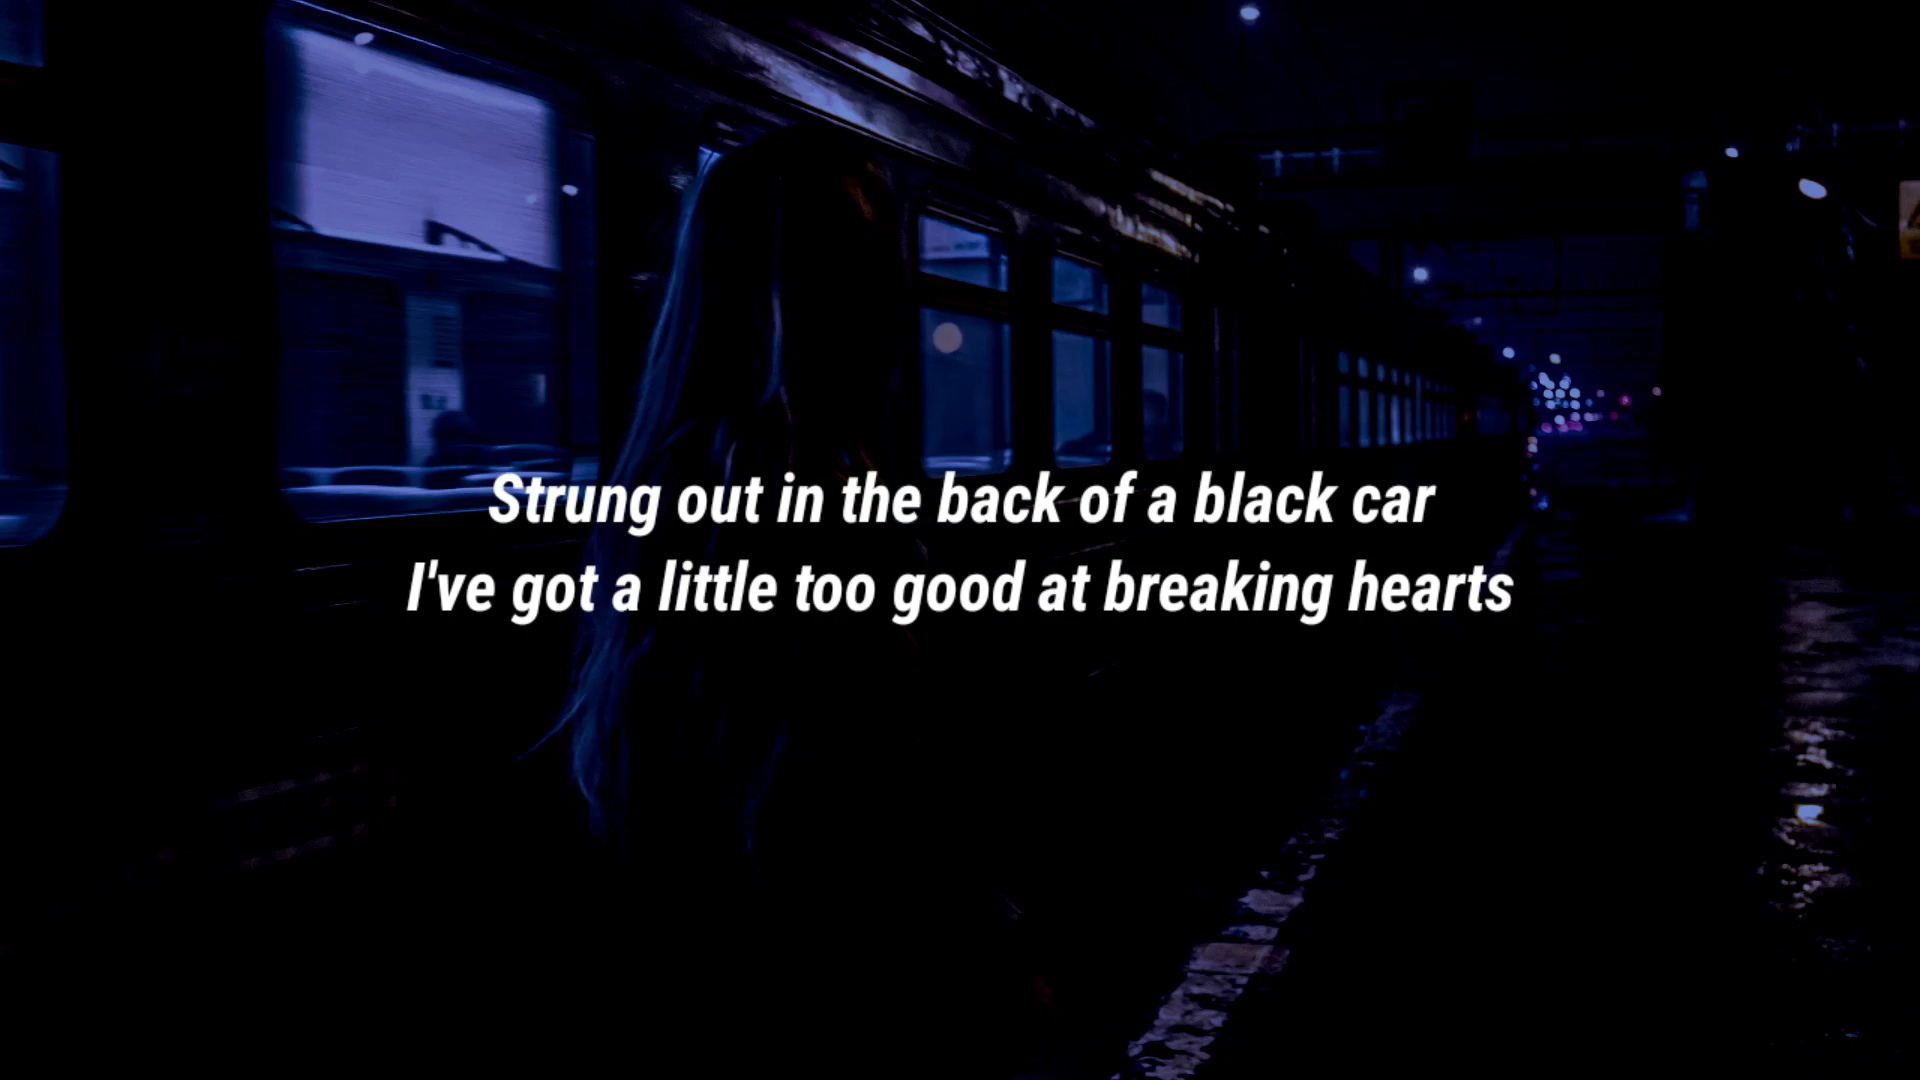 Strung out in the back of a black car
I've got a little too good at breaking hearts